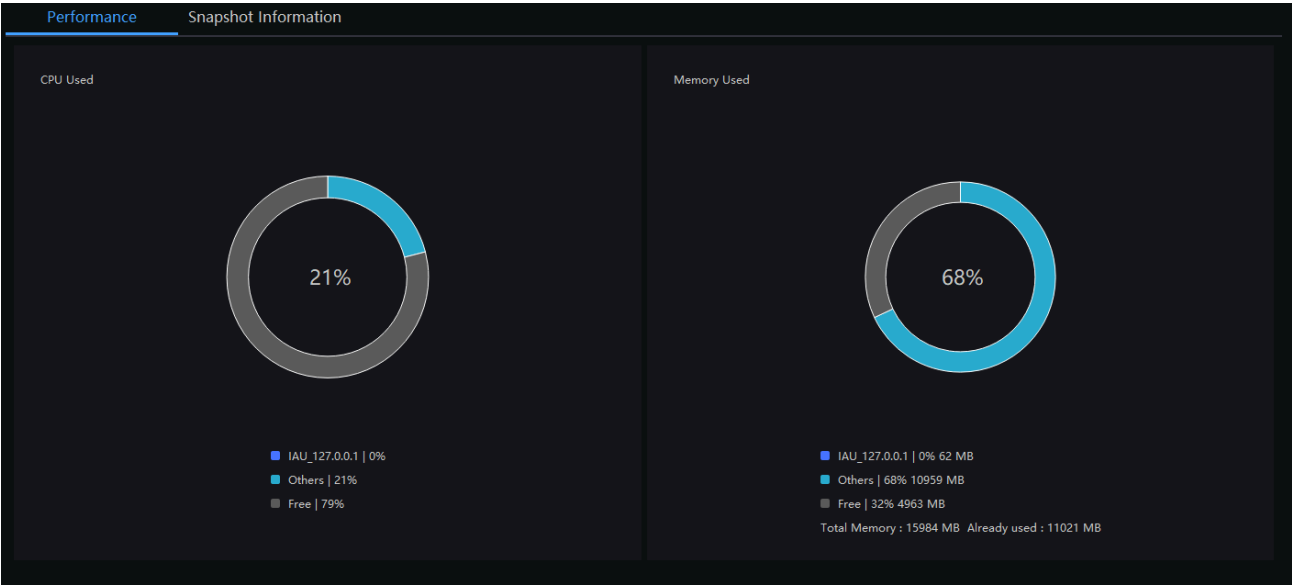 Performance Snapshot Information
CPU Used
21%
IAU_127.0.0.1 | 0%
Others | 21%
Free | 79%
Memory Used
68%
IAU_127.0.0.1 | 0% 62 MB
Others | 68% 10959 MB
Free | 32% 4963 MB
Total Memory : 15984 MB Already used : 11021 MB